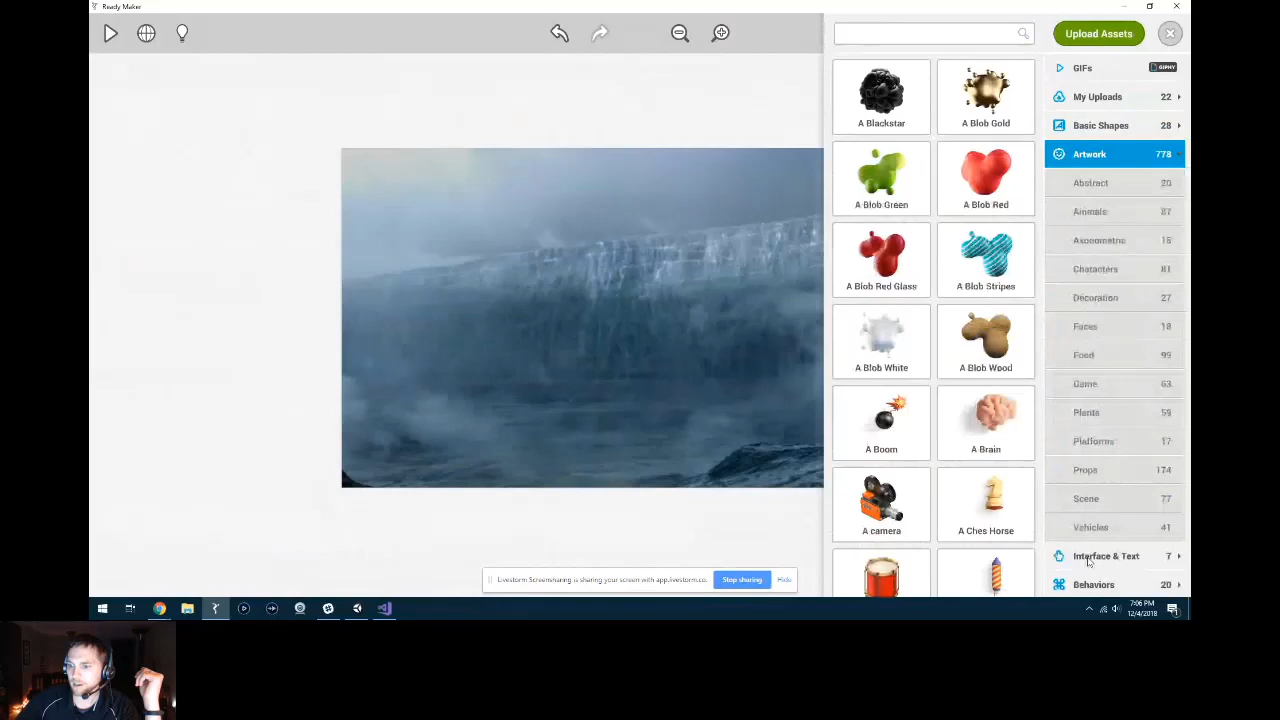 Ready Maker
Upload Assets
GIFs
GIPHY
My Uploads 22
Basic Shapes 28
Artwork 778
Abstract 20
Animals 87
Axonometric 15
Characters 81
Decoration 27
Faces 18
Food 99
Game 63
Plants 59
Platforms 17
Props 174
Scene 77
Vehicles 41
Interface & Text 7
Behaviors 20
A Blackstar
A Blob Gold
A Blob Green
A Blob Red
A Blob Red Glass
A Blob Stripes
A Blob White
A Blob Wood
A Boom
A Brain
A camera
A Ches Horse
Livestorm Screensharing is sharing your screen with app.livestorm.co.
Stop sharing
Hide
7:06 PM
12/4/2018